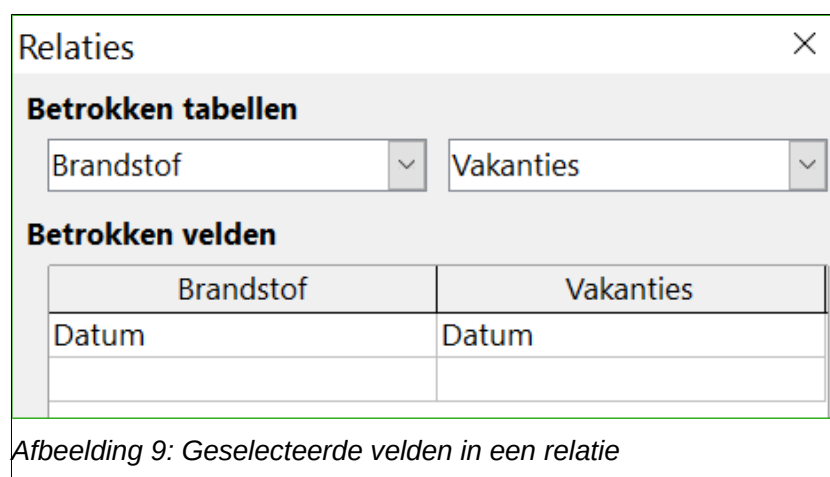 Relaties
Betrokken tabellen
Brandstof Vakanties
Betrokken velden
Brandstof Vakanties
Datum Datum
Afbeelding 9: Geselecteerde velden in een relatie